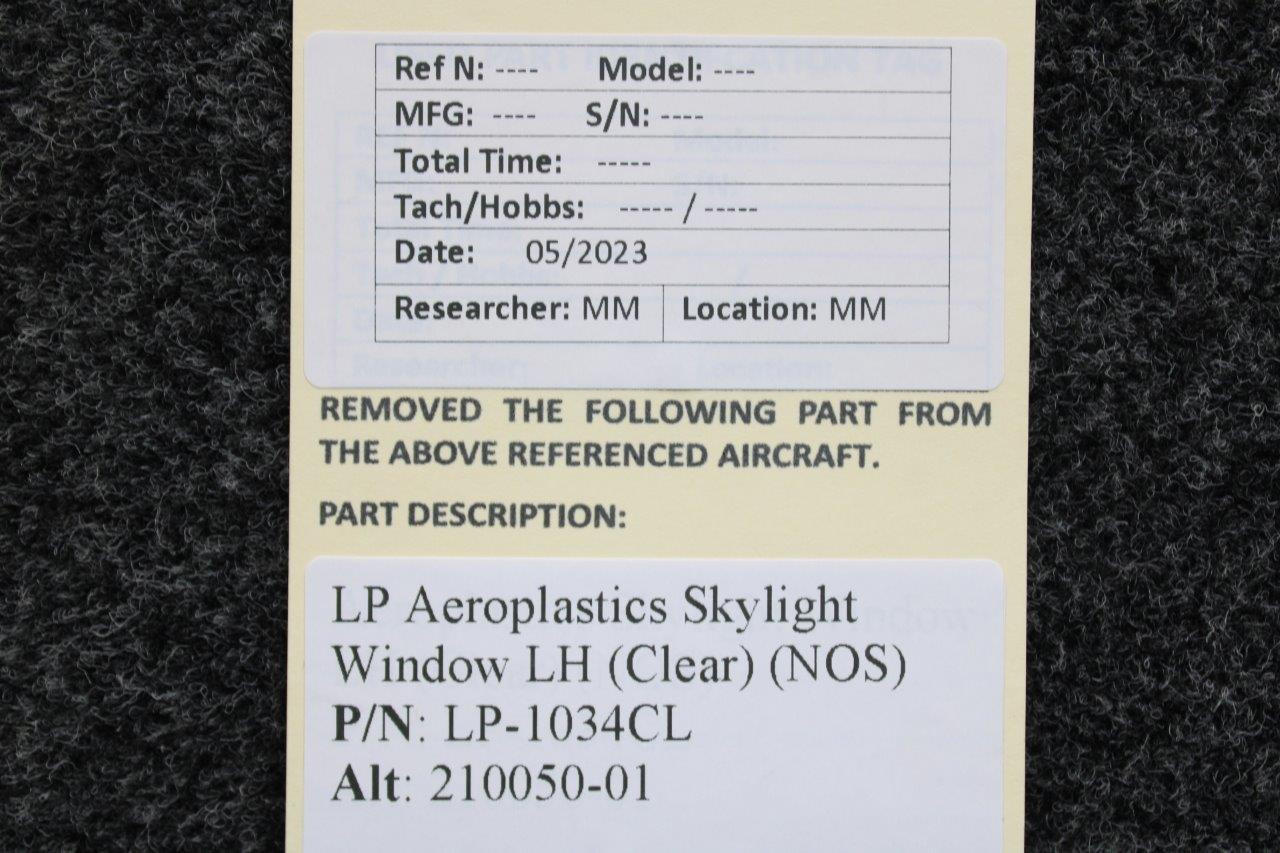 Ref N: ---- Model: ----
MFG: ---- S/N: ----
Total Time: -----
Tach/Hobbs: ----- / -----
Date: 05/2023
Researcher: MM Location: MM
REMOVED THE FOLLOWING PART FROM
THE ABOVE REFERENCED AIRCRAFT.
PART DESCRIPTION:
LP Aeroplastics Skylight
Window LH (Clear) (NOS)
P/N: LP-1034CL
Alt: 210050-01